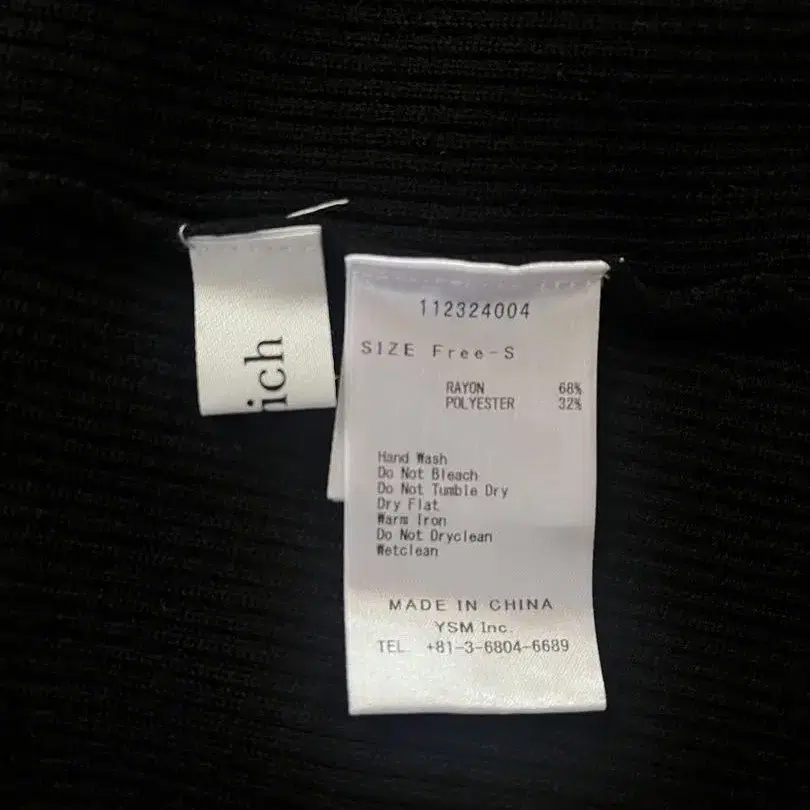 ich
112324004
SIZE Free-S
RAYON 68%
POLYESTER 32%
Hand Wash
Do Not Bleach
Do Not Tumble Dry
Dry Flat
Warm Iron
Do Not Dryclean
Wetclean
MADE IN CHINA
YSM Inc.
TEL. +81-3-6804-6689